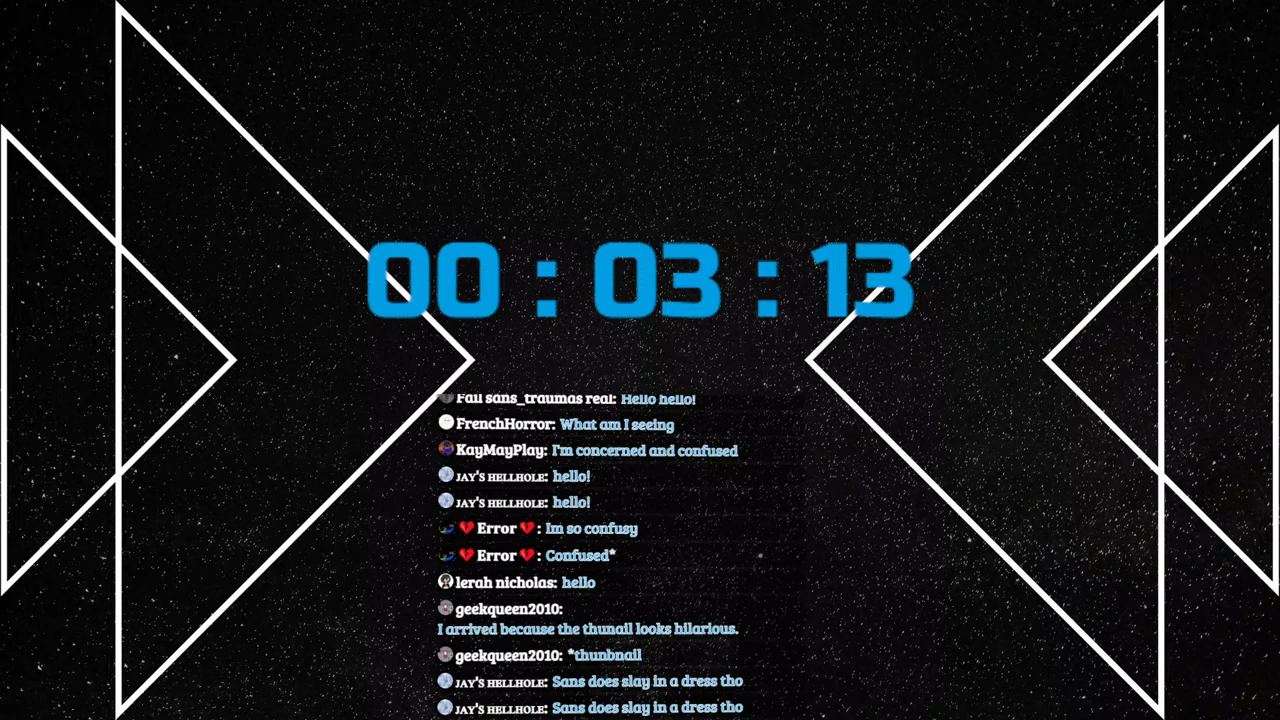 00 : 03 : 13
Fall sans_traumas real: Hello hello!
FrenchHorror: What am I seeing
KayMayPlay: I'm concerned and confused
JAY'S HELLHOLE: hello!
JAY'S HELLHOLE: hello!
💔 Error 💔 : Im so confusy
💔 Error 💔 : Confused*
lerah nicholas: hello
geekqueen2010:
I arrived because the thunail looks hilarious.
geekqueen2010: *thunbnail
JAY'S HELLHOLE: Sans does slay in a dress tho
JAY'S HELLHOLE: Sans does slay in a dress tho